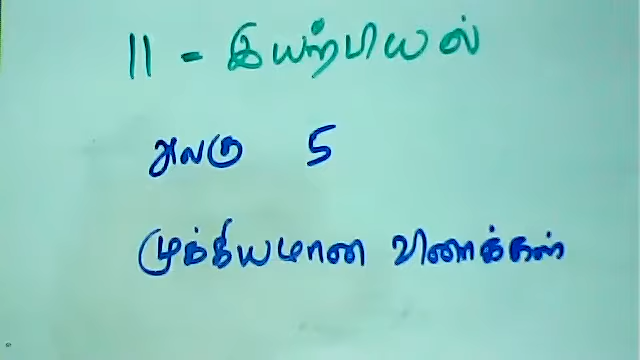 11 - இயற்பியல்
அலகு 5
முக்கியமான வினாக்கள்